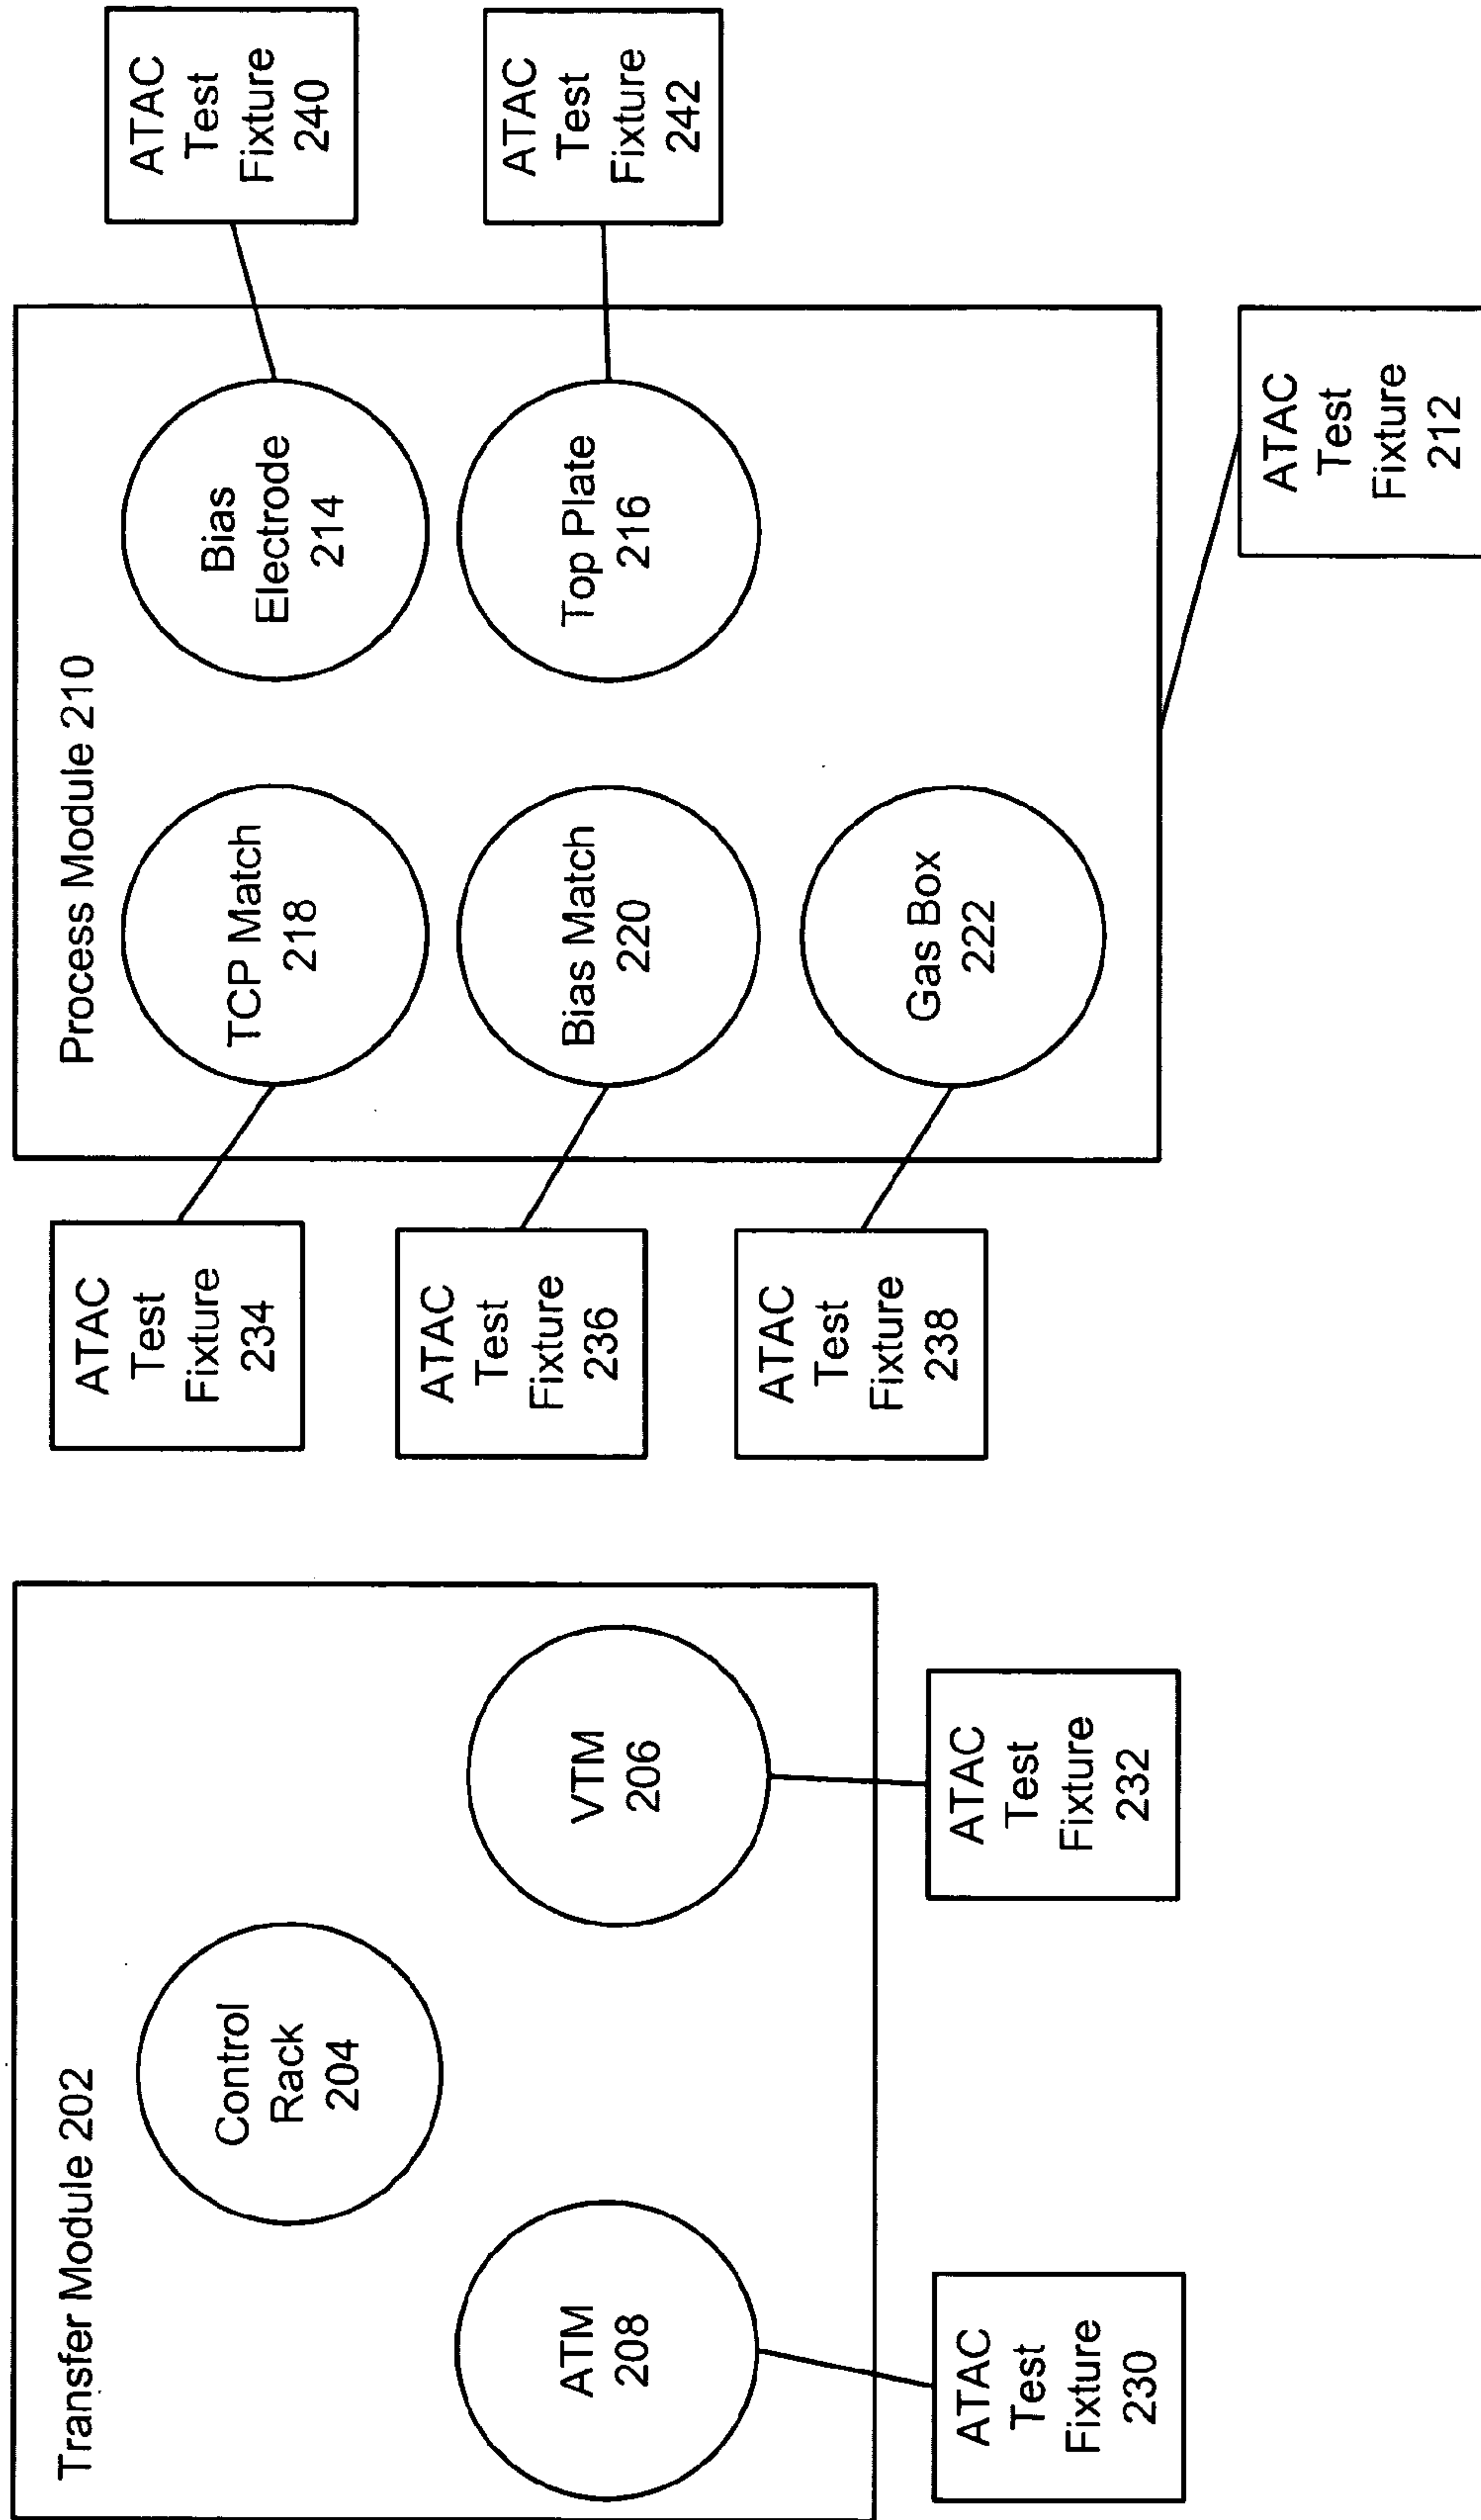 Transfer Module 202
Control
Rack
204
ATM
208
VTM
206
ATAC
Test
Fixture
230
ATAC
Test
Fixture
232
Process Module 210
TCP Match
218
Bias
Electrode
214
Bias Match
220
Top Plate
216
Gas Box
222
ATAC
Test
Fixture
234
ATAC
Test
Fixture
236
ATAC
Test
Fixture
238
ATAC
Test
Fixture
240
ATAC
Test
Fixture
242
ATAC
Test
Fixture
212